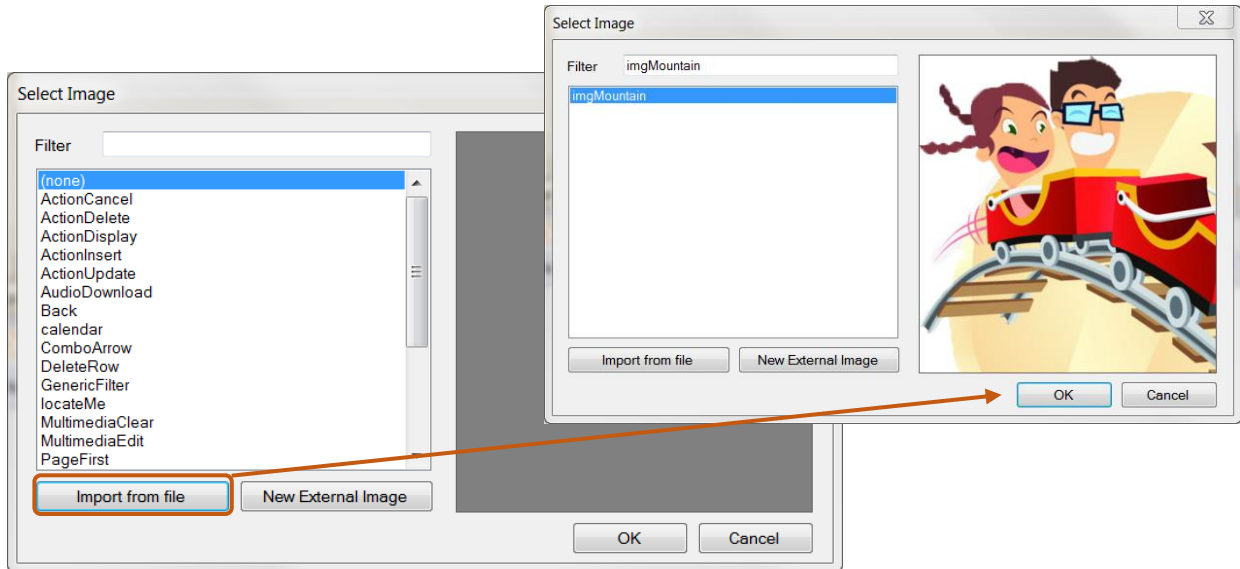 Select Image
Filter
(none)
ActionCancel
ActionDelete
ActionDisplay
ActionInsert
ActionUpdate
AudioDownload
Back
calendar
ComboArrow
DeleteRow
GenericFilter
locateMe
MultimediaClear
MultimediaEdit
PageFirst
Import from file
New External Image
OK
Cancel
Select Image
Filter imgMountain
imgMountain
Import from file
New External Image
OK
Cancel